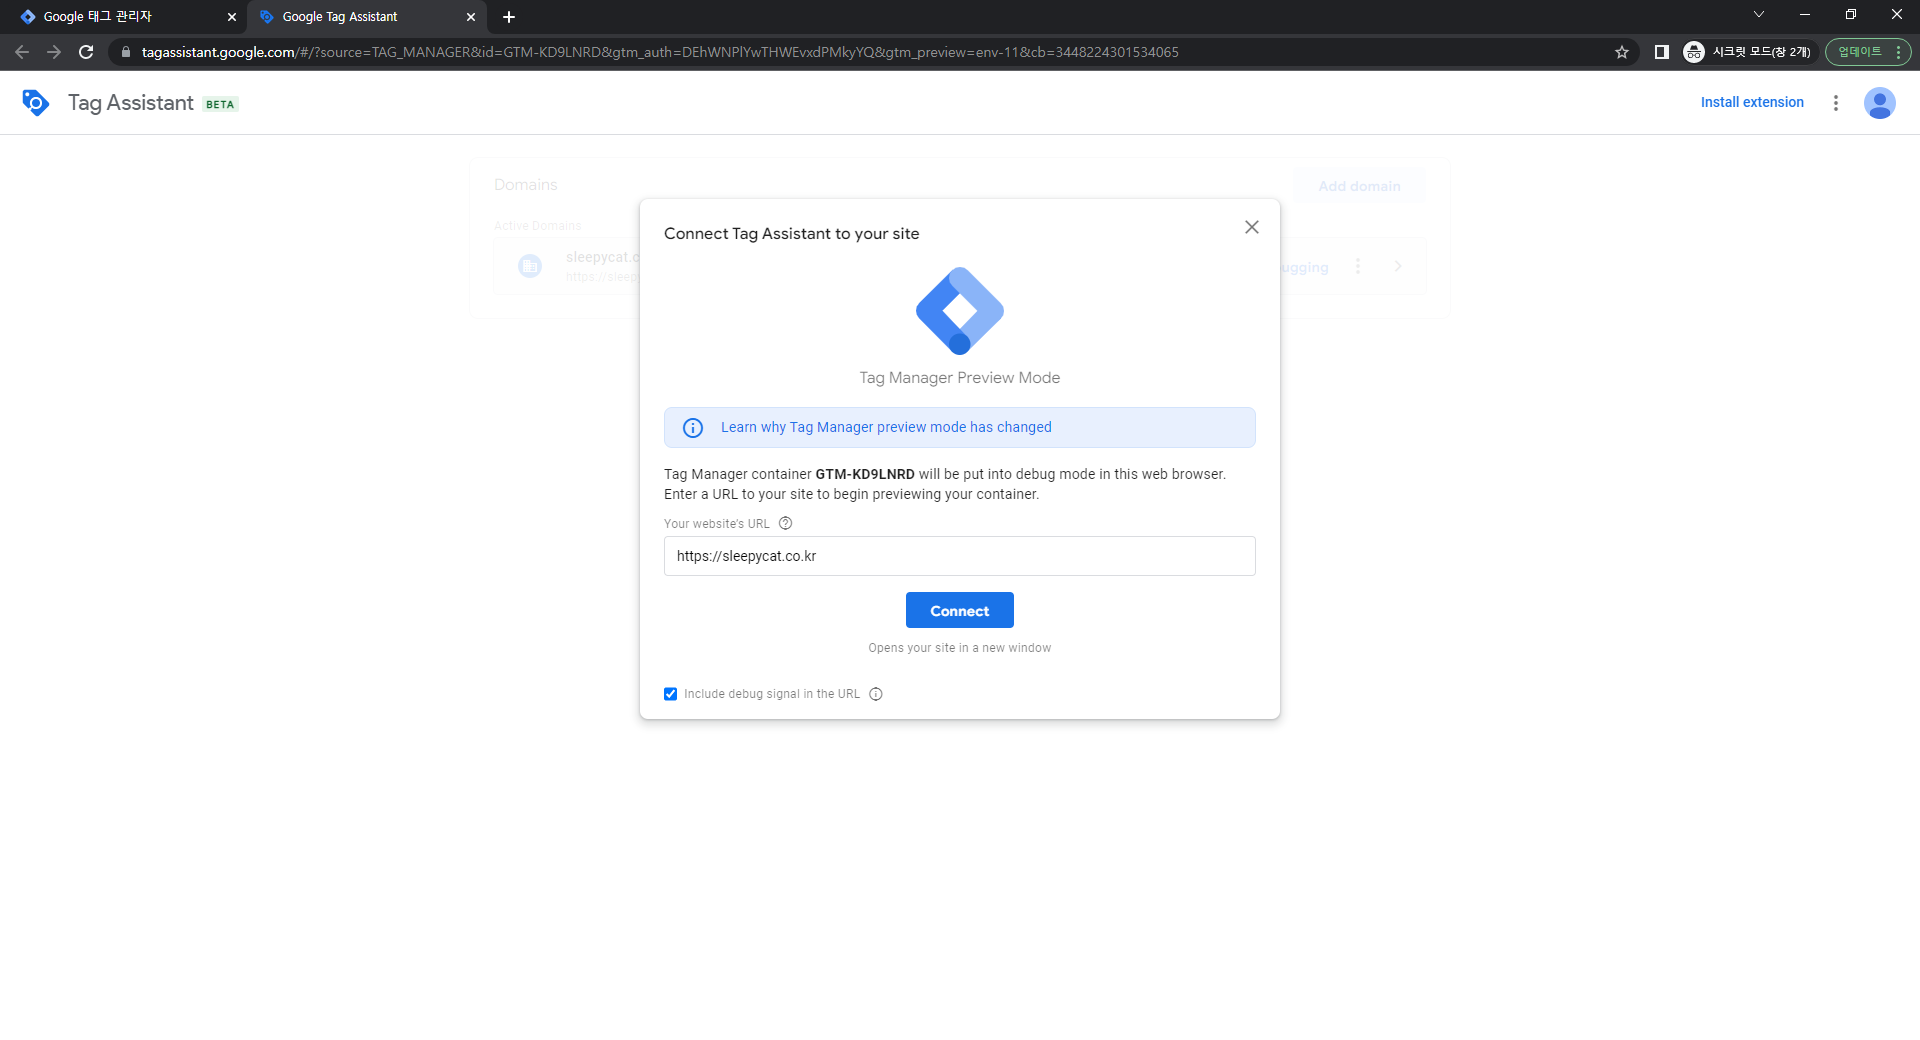 Google 태그 관리자
Google Tag Assistant
tagassistant.google.com/#/?source=TAG_MANAGER&id=GTM-KD9LNRD&gtm_auth=DEhWNPlYwTHWEvxdPMkyYQ&gtm_preview=env-11&cb=3448224301534065
시크릿 모드(창 2개)
업데이트
Tag Assistant BETA
Install extension
Domains
Add domain
Active Domains
sleepycat.c
https://sleep
ugging
Connect Tag Assistant to your site
Tag Manager Preview Mode
Learn why Tag Manager preview mode has changed
Tag Manager container GTM-KD9LNRD will be put into debug mode in this web browser.
Enter a URL to your site to begin previewing your container.
Your website's URL
https://sleepycat.co.kr
Connect
Opens your site in a new window
Include debug signal in the URL